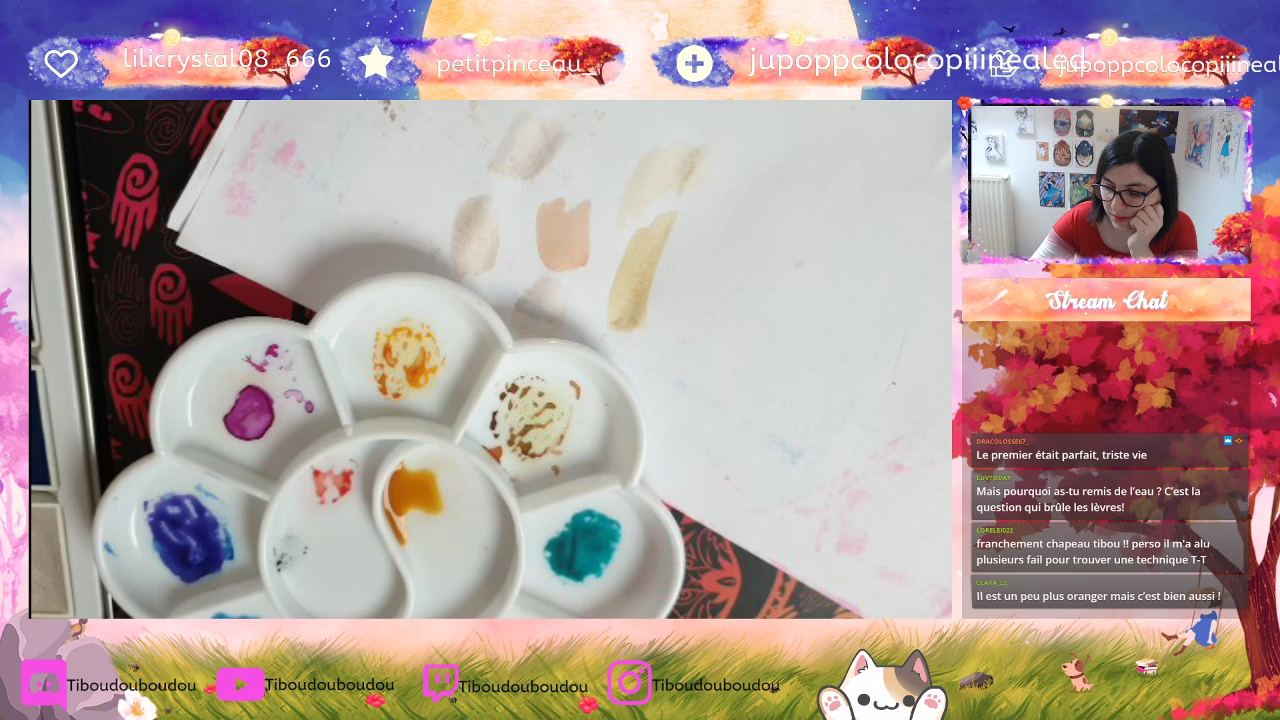 lilicrystal08_666
petitpinceau
jupoppcolocopiiinealed
jupoppcolocopiiineal
Stream Chat
DRACOLOSSE67_
Le premier était parfait, triste vie
LUVTODAY
Mais pourquoi as-tu remis de l'eau ? C'est la
question qui brûle les lèvres!
LORELEI022
franchement chapeau tibou !! perso il m'a alu
plusieurs fail pour trouver une technique T-T
CLARA_22_
Il est un peu plus oranger mais c'est bien aussi !
Tiboudouboudou
Tiboudouboudou
Tiboudouboudou
Tiboudouboudou